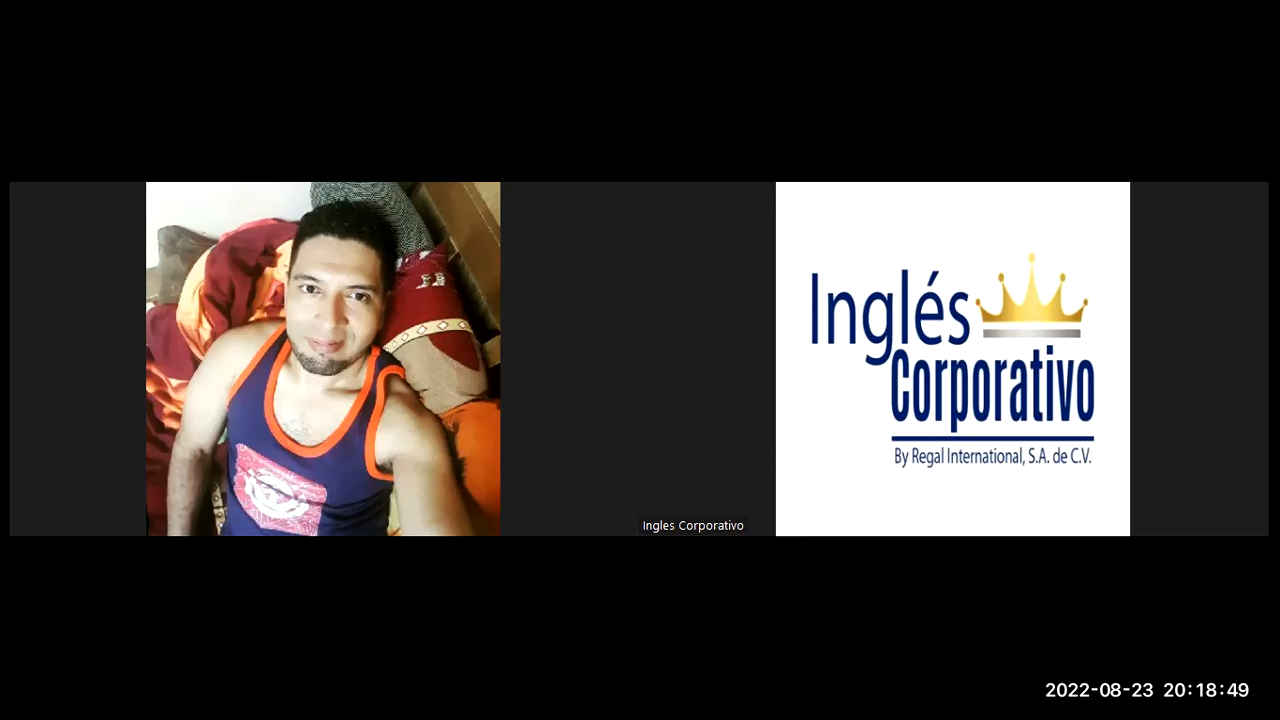 Inglés
Corporativo
By Regal International, S.A. de C.V.
Ingles Corporativo
2022-08-23 20:18:49